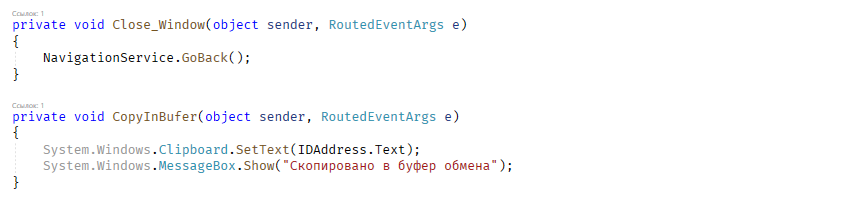 Ссылок: 1
private void Close_Window(object sender, RoutedEventArgs e)
{
NavigationService.GoBack();
}
Ссылок: 1
private void CopyInBufer(object sender, RoutedEventArgs e)
{
System.Windows.Clipboard.SetText(IDAddress.Text);
System.Windows.MessageBox.Show("Скопировано в буфер обмена");
}